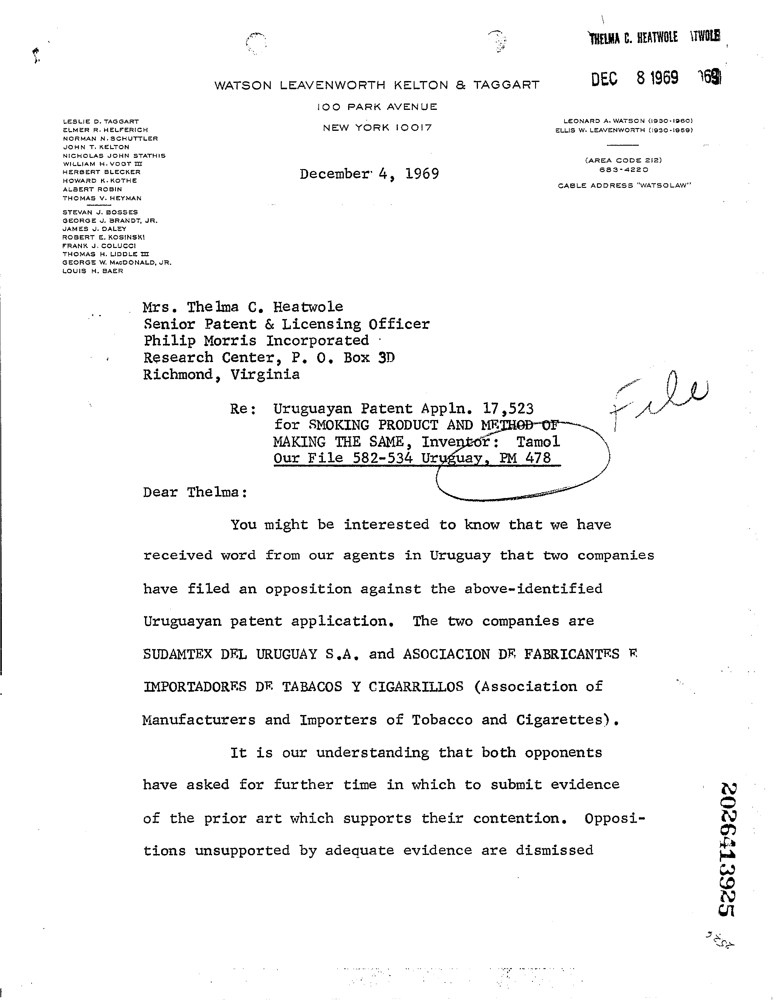 THELMA C. HEATWOLE
DEC 8 1969
WATSON LEAVENWORTH KELTON & TAGGART
100 PARK AVENUE
NEW YORK 10017
LESLIE D. TAGGART
ELMER R. HELFERICH
NORMAN N. SCHUTTLER
JOHN T. KELTON
NICHOLAS JOHN STATHIS
WILLIAM H. VOGT III
HERBERT BLECKER
HOWARD K. KOTHE
ALBERT ROBIN
THOMAS V. HEYMAN
STEVAN J. BOSSES
GEORGE J. BRANDT, JR.
JAMES J. DALEY
ROBERT E. KOSINSKI
FRANK J. COLUCCI
THOMAS H. LIDDLE III
GEORGE W. MacDONALD, JR.
LOUIS H. BAER
LEONARD A. WATSON (1930-1960)
ELLIS W. LEAVENWORTH (1930-1959)
(AREA CODE 212)
683-4220
CABLE ADDRESS "WATSOLAW"
December 4, 1969
Mrs. Thelma C. Heatwole
Senior Patent & Licensing Officer
Philip Morris Incorporated
Research Center, P. O. Box 3D
Richmond, Virginia
File
Re: Uruguayan Patent Appln. 17,523
for SMOKING PRODUCT AND METHOD OF
MAKING THE SAME, Inventor: Tamol
Our File 582-534 Uruguay, PM 478
Dear Thelma:
You might be interested to know that we have
received word from our agents in Uruguay that two companies
have filed an opposition against the above-identified
Uruguayan patent application. The two companies are
SUDAMTEX DEL URUGUAY S.A. and ASOCIACION DE FABRICANTES E
IMPORTADORES DE TABACOS Y CIGARRILLOS (Association of
Manufacturers and Importers of Tobacco and Cigarettes).
It is our understanding that both opponents
have asked for further time in which to submit evidence
of the prior art which supports their contention. Opposi-
tions unsupported by adequate evidence are dismissed
2026413925